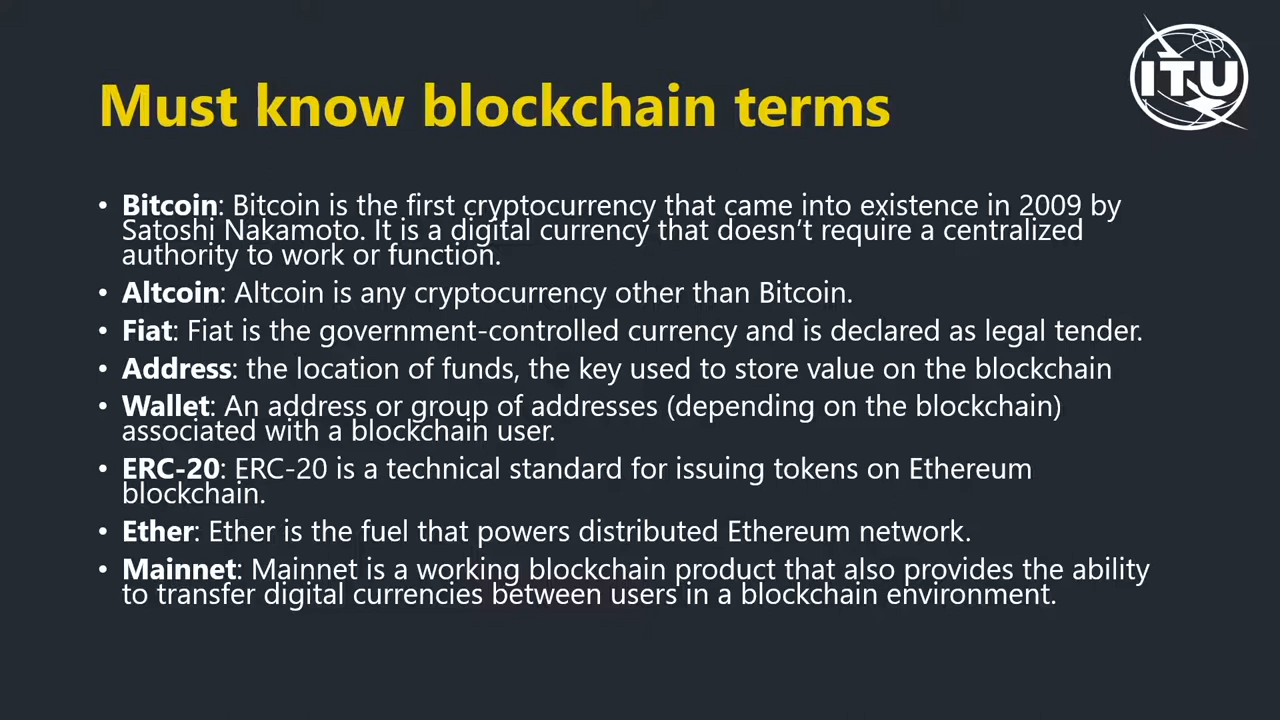 ITU
Must know blockchain terms
• Bitcoin: Bitcoin is the first cryptocurrency that came into existence in 2009 by
Satoshi Nakamoto. It is a digital currency that doesn’t require a centralized
authority to work or function.
• Altcoin: Altcoin is any cryptocurrency other than Bitcoin.
• Fiat: Fiat is the government-controlled currency and is declared as legal tender.
• Address: the location of funds, the key used to store value on the blockchain
• Wallet: An address or group of addresses (depending on the blockchain)
associated with a blockchain user.
• ERC-20: ERC-20 is a technical standard for issuing tokens on Ethereum
blockchain.
• Ether: Ether is the fuel that powers distributed Ethereum network.
• Mainnet: Mainnet is a working blockchain product that also provides the ability
to transfer digital currencies between users in a blockchain environment.